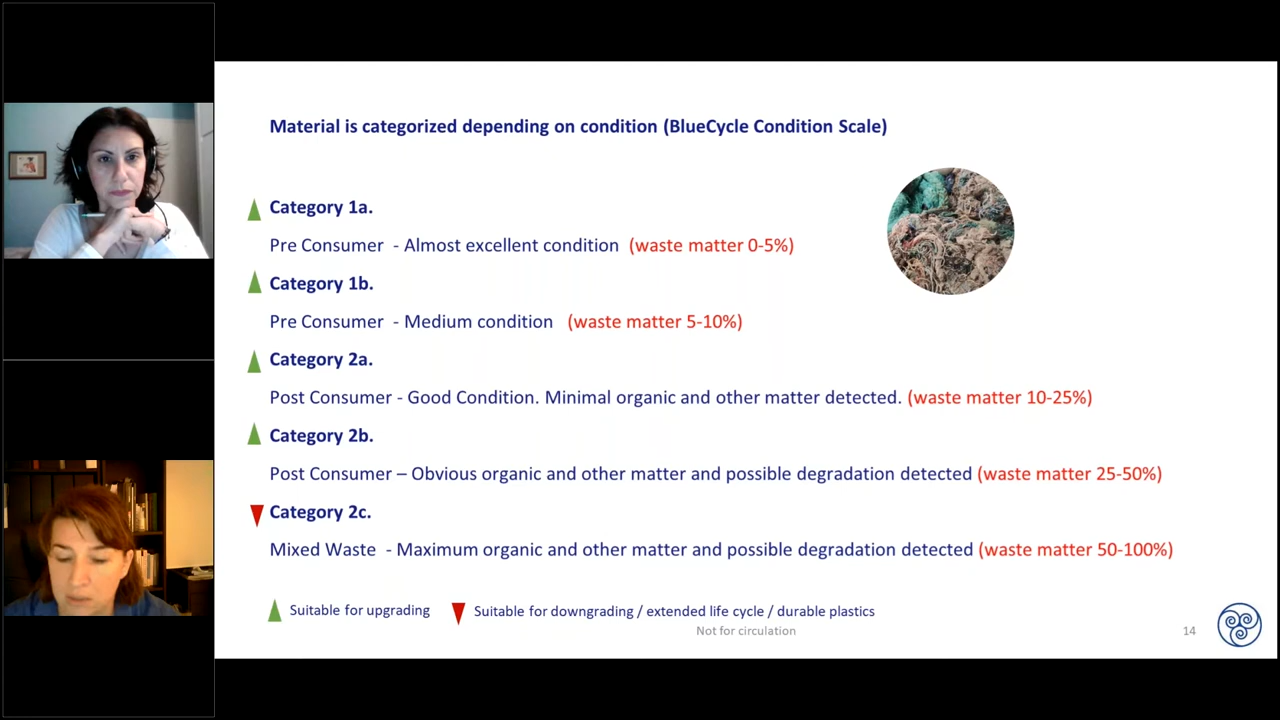 Material is categorized depending on condition (BlueCycle Condition Scale)
Category 1a.
Pre Consumer - Almost excellent condition (waste matter 0-5%)
Category 1b.
Pre Consumer - Medium condition (waste matter 5-10%)
Category 2a.
Post Consumer - Good Condition. Minimal organic and other matter detected. (waste matter 10-25%)
Category 2b.
Post Consumer – Obvious organic and other matter and possible degradation detected (waste matter 25-50%)
Category 2c.
Mixed Waste - Maximum organic and other matter and possible degradation detected (waste matter 50-100%)
Suitable for upgrading
Suitable for downgrading / extended life cycle / durable plastics
Not for circulation
14